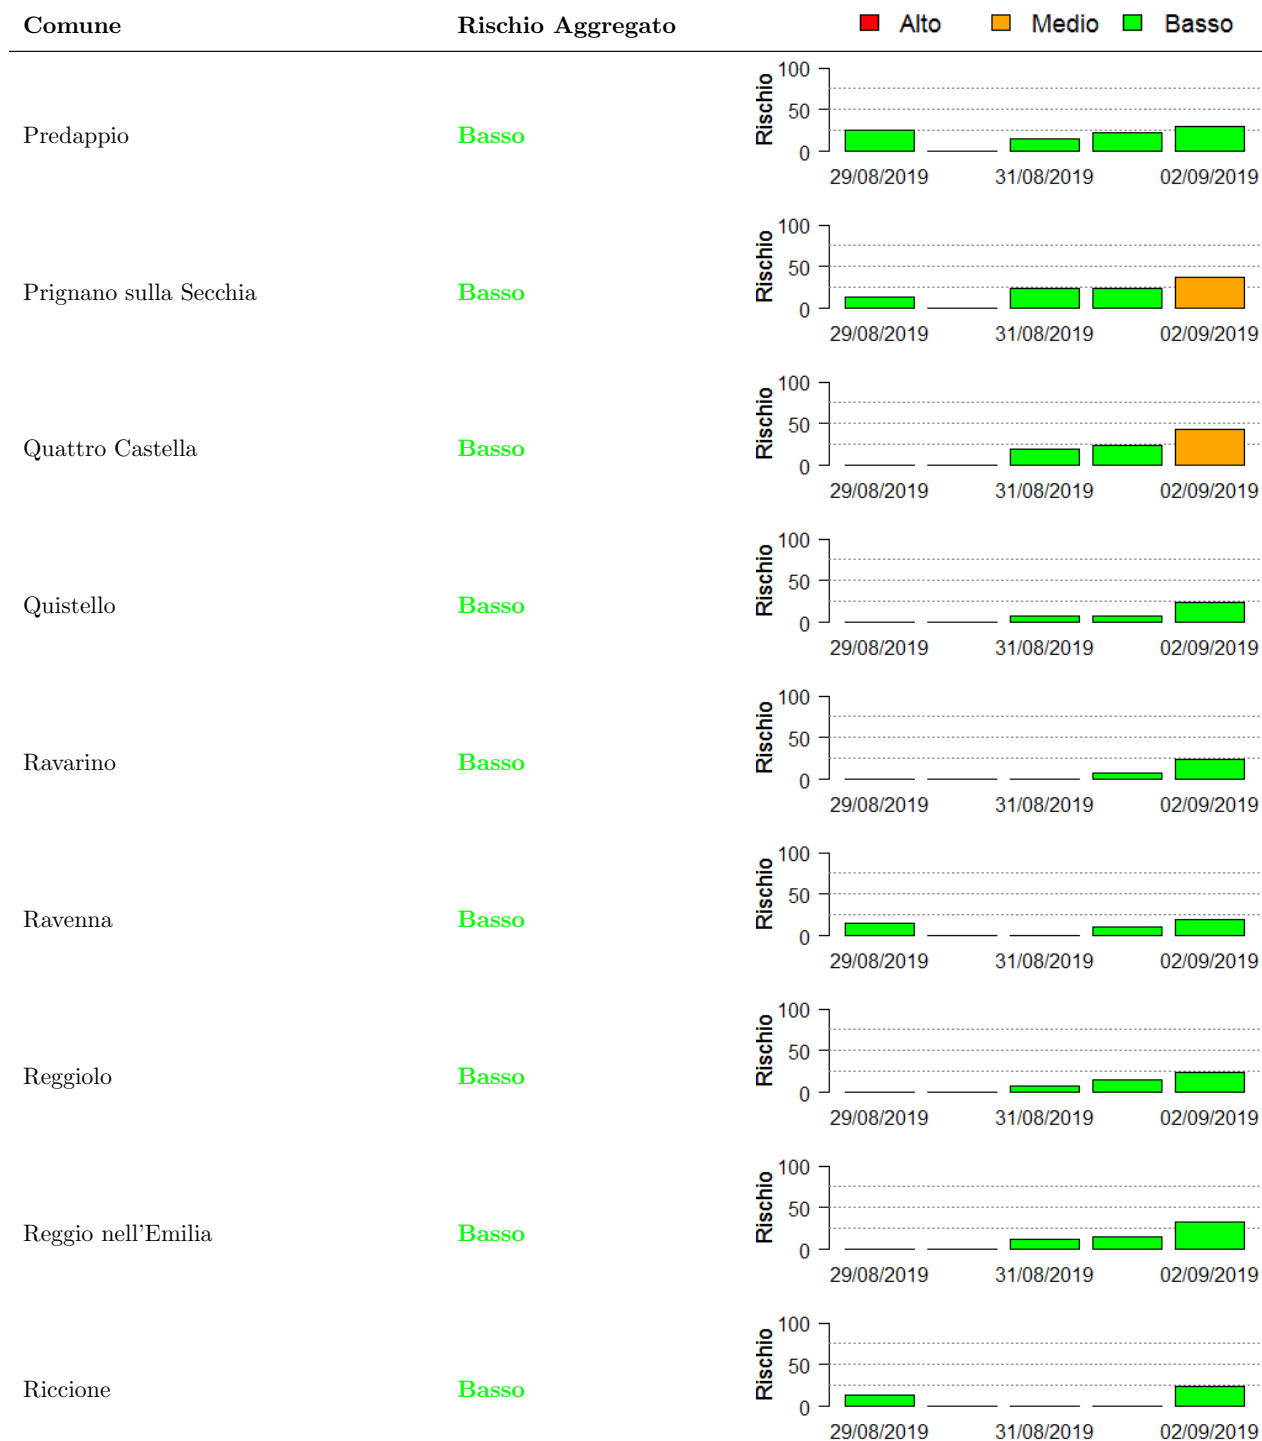 Comune Rischio Aggregato Alto Medio Basso
Predappio Basso
Rischio
100
50
0
29/08/2019 31/08/2019 02/09/2019
Prignano sulla Secchia Basso
Rischio
100
50
0
29/08/2019 31/08/2019 02/09/2019
Quattro Castella Basso
Rischio
100
50
0
29/08/2019 31/08/2019 02/09/2019
Quistello Basso
Rischio
100
50
0
29/08/2019 31/08/2019 02/09/2019
Ravarino Basso
Rischio
100
50
0
29/08/2019 31/08/2019 02/09/2019
Ravenna Basso
Rischio
100
50
0
29/08/2019 31/08/2019 02/09/2019
Reggiolo Basso
Rischio
100
50
0
29/08/2019 31/08/2019 02/09/2019
Reggio nell'Emilia Basso
Rischio
100
50
0
29/08/2019 31/08/2019 02/09/2019
Riccione Basso
Rischio
100
50
0
29/08/2019 31/08/2019 02/09/2019